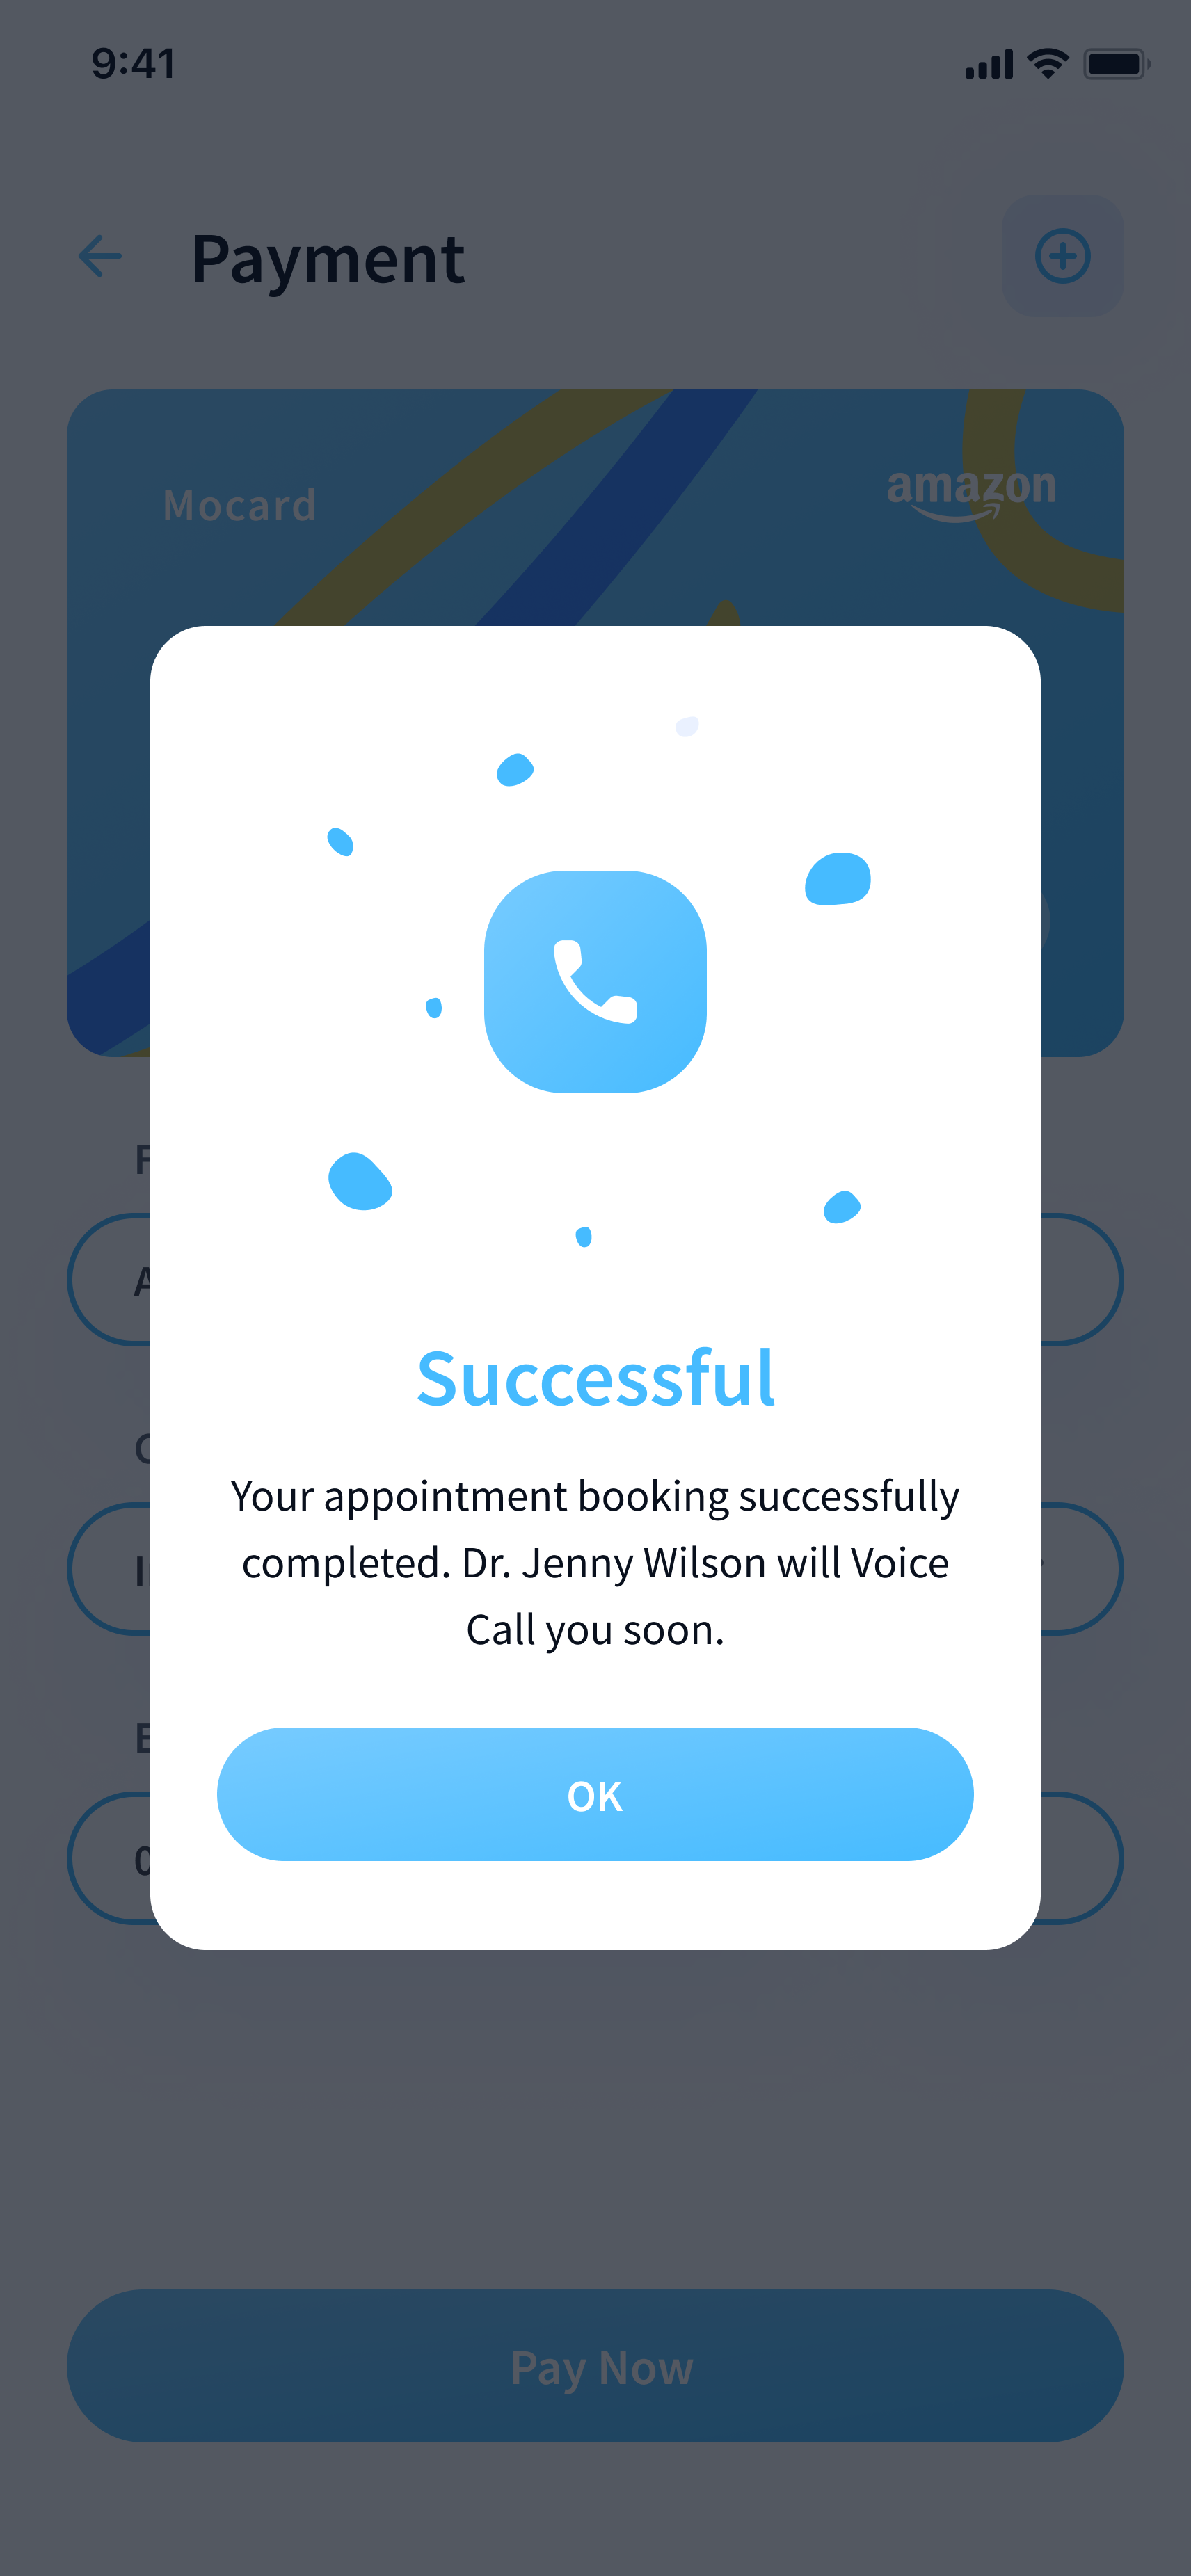 9:41
Payment
Mocard
amazon
Successful
Your appointment booking successfully
completed. Dr. Jenny Wilson will Voice
Call you soon.
OK
Pay Now